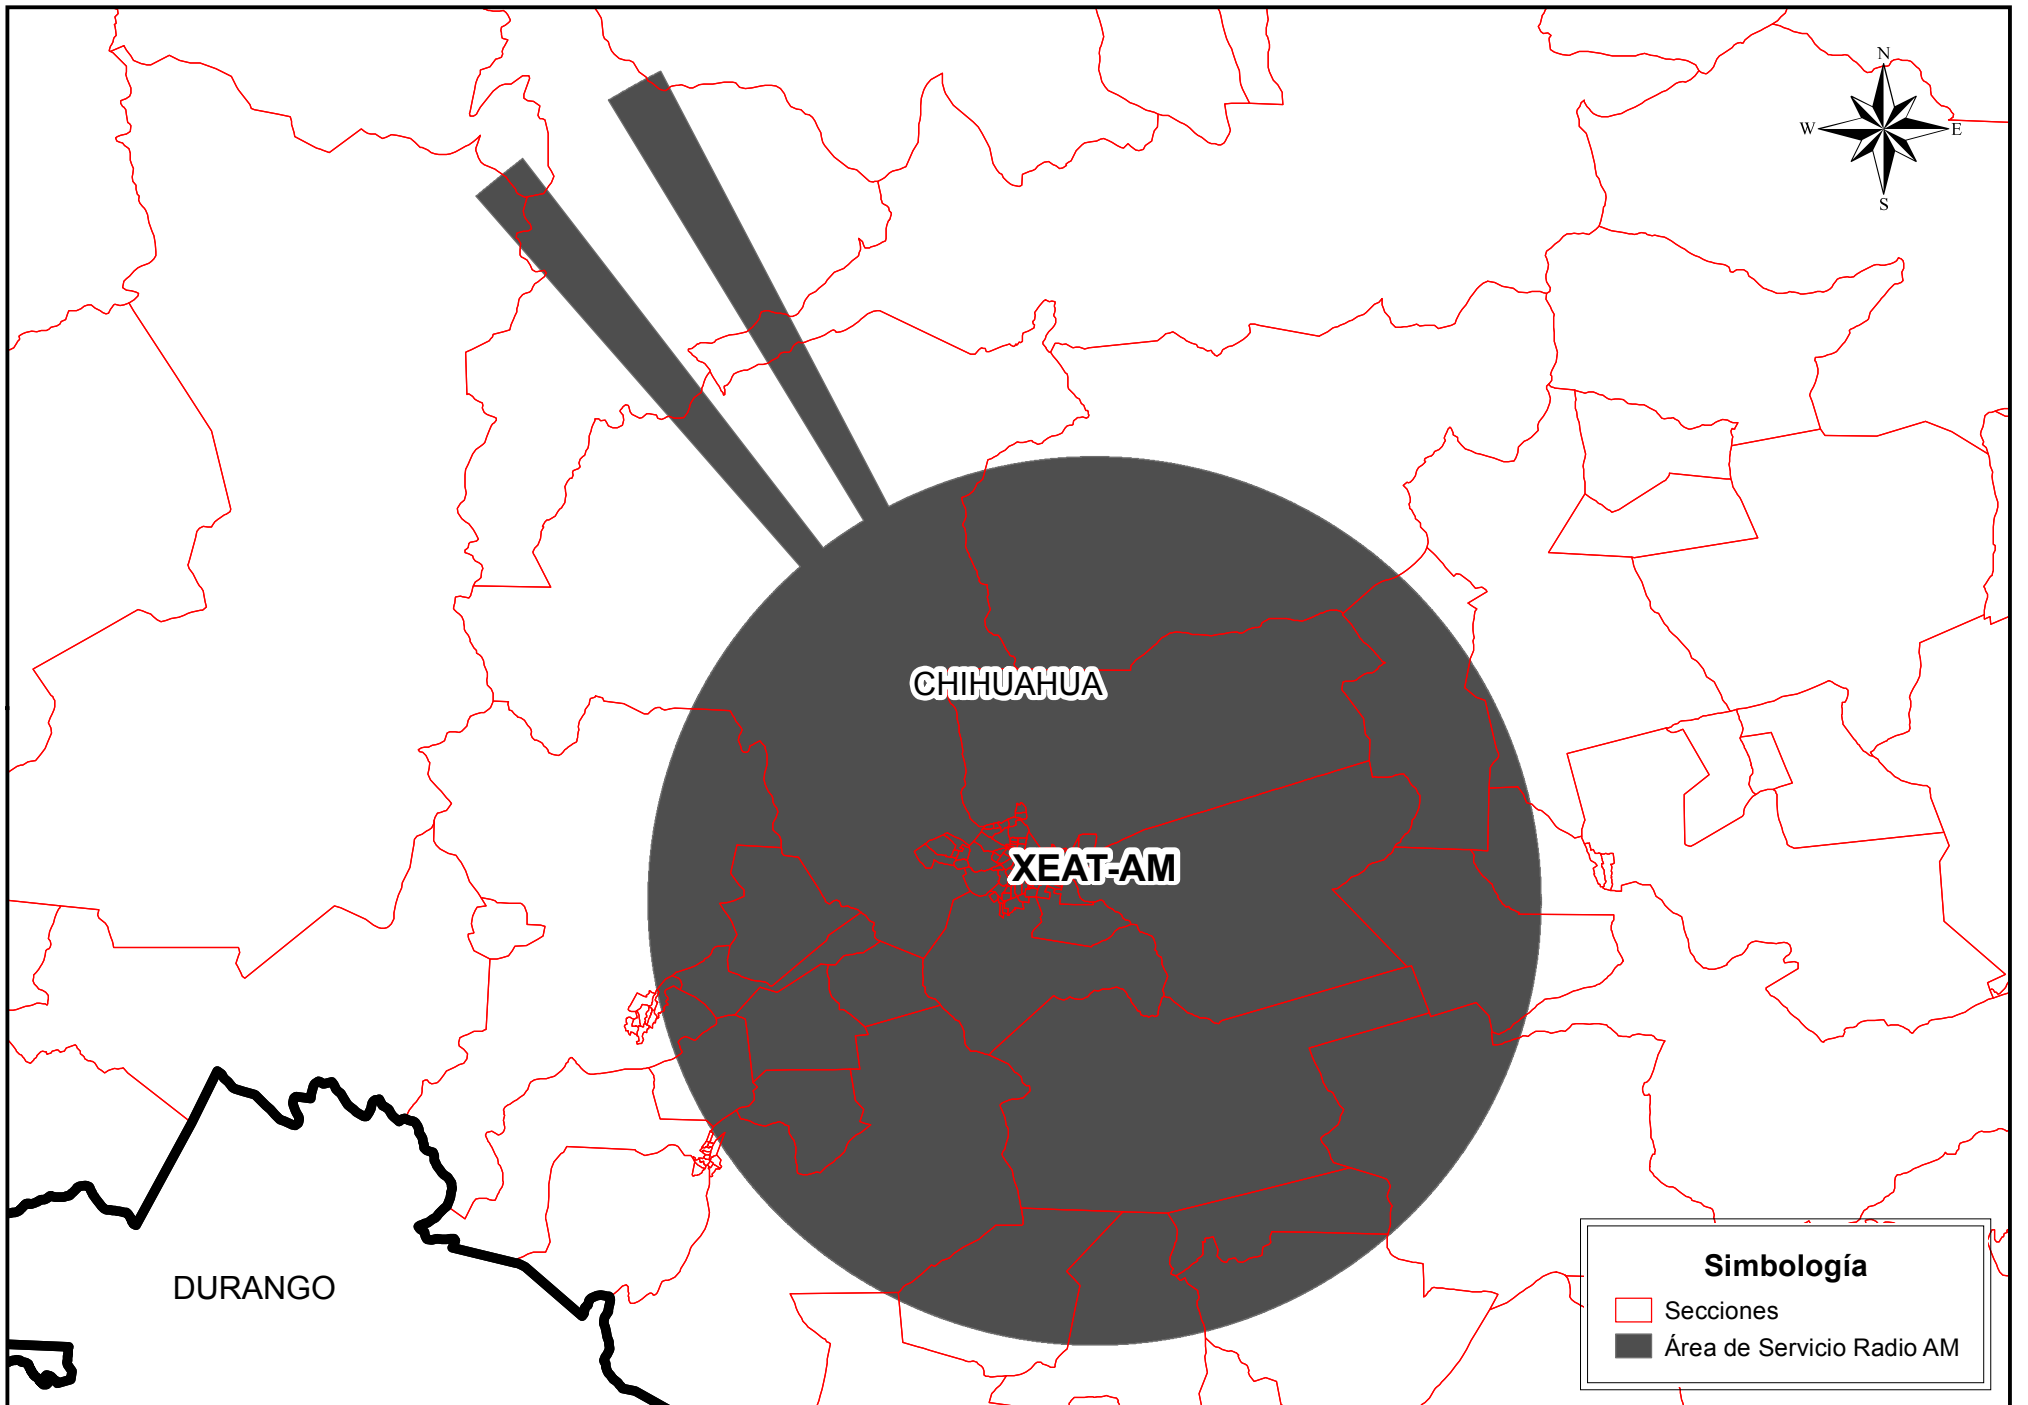 N
W
E
S
CHIHUAHUA
XEAT-AM
DURANGO
Simbología
Secciones
Área de Servicio Radio AM